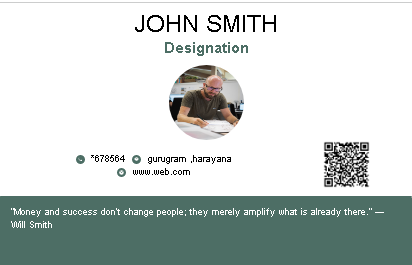 JOHN SMITH
Designation
*678564 gurugram ,harayana
www.web.com
"Money and success don't change people; they merely amplify what is already there." —
Will Smith